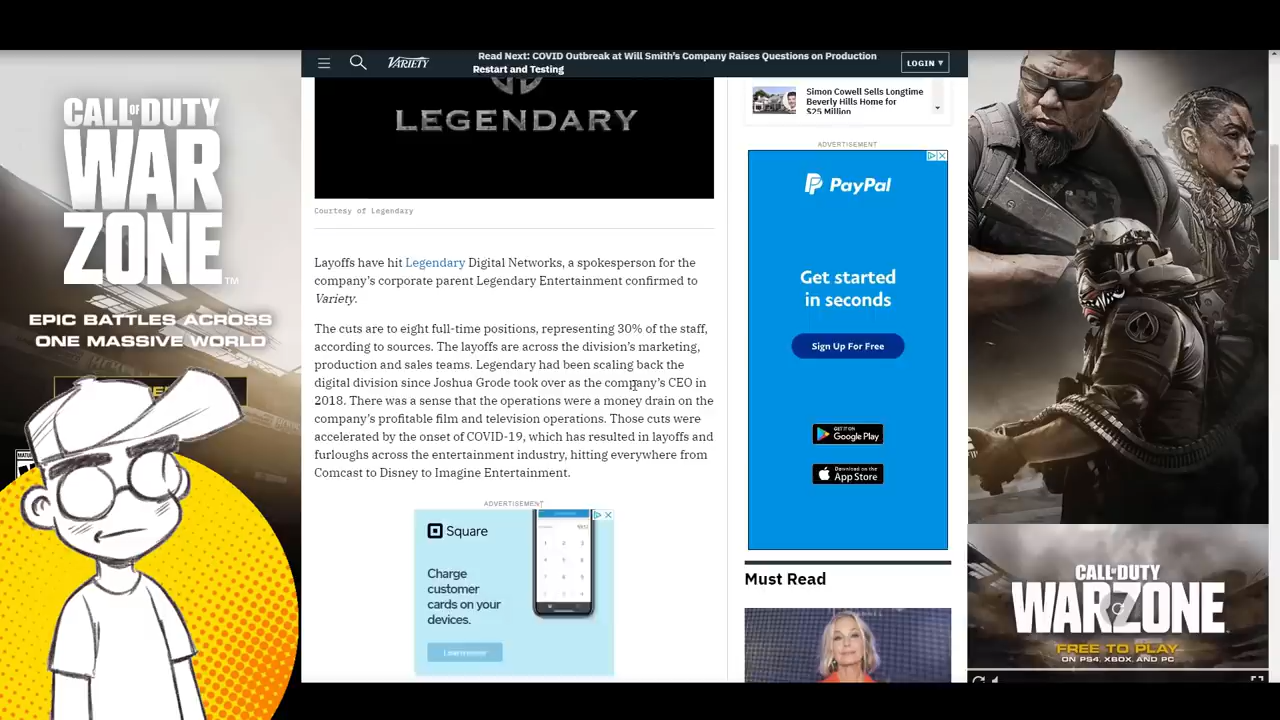 Read Next: COVID Outbreak at Will Smith's Company Raises Questions on Production
Restart and Testing
VARIETY
LOGIN
CALL OF DUTY
WAR
ZONE
TM
EPIC BATTLES ACROSS
ONE MASSIVE WORLD
LEGENDARY
Courtesy of Legendary
Layoffs have hit Legendary Digital Networks, a spokesperson for the
company's corporate parent Legendary Entertainment confirmed to
Variety.
The cuts are to eight full-time positions, representing 30% of the staff,
according to sources. The layoffs are across the division's marketing,
production and sales teams. Legendary had been scaling back the
digital division since Joshua Grode took over as the company's CEO in
2018. There was a sense that the operations were a money drain on the
company's profitable film and television operations. Those cuts were
accelerated by the onset of COVID-19, which has resulted in layoffs and
furloughs across the entertainment industry, hitting everywhere from
Comcast to Disney to Imagine Entertainment.
ADVERTISEMENT
Square
Charge
customer
cards on your
devices.
Simon Cowell Sells Longtime
Beverly Hills Home for
$25 Million
ADVERTISEMENT
PayPal
Get started
in seconds
Sign Up For Free
GET IT ON
Google Play
Download on the
App Store
Must Read
CALL OF DUTY
WARZONE
FREE TO PLAY
ON PS4, XBOX, AND PC